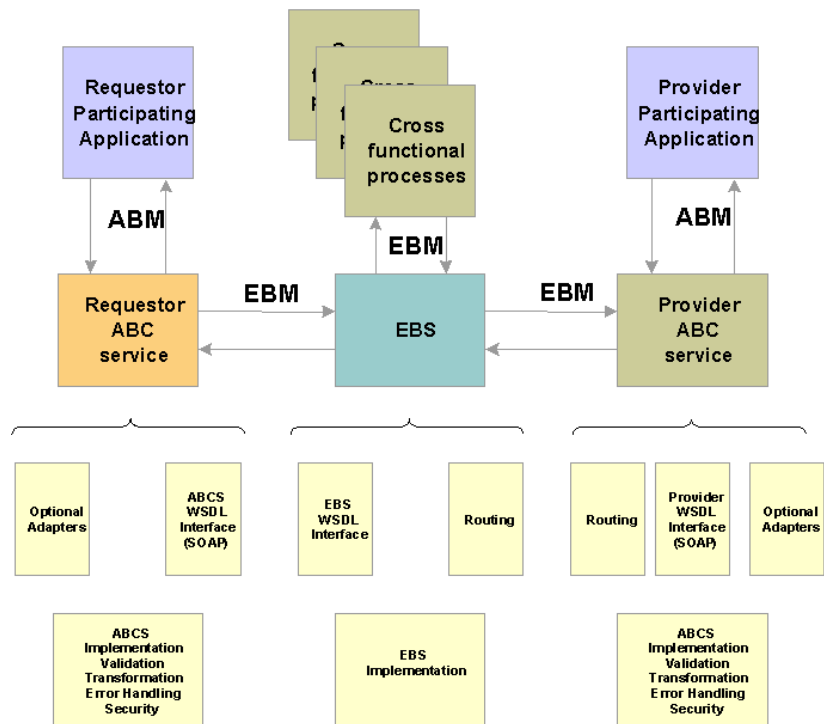 Requestor
Participating
Application
C
f
p
Cross
f
p
Cross
functional
processes
Provider
Participating
Application
ABM
EBM
ABM
Requestor
ABC
service
EBM
EBS
EBM
Provider
ABC
service
Optional
Adapters
ABCS
WSDL
Interface
(SOAP)
EBS
WSDL
Interface
Routing
Routing
Provider
WSDL
Interface
(SOAP)
Optional
Adapters
ABCS
Implementation
Validation
Transformation
Error Handling
Security
EBS
Implementation
ABCS
Implementation
Validation
Transformation
Error Handling
Security